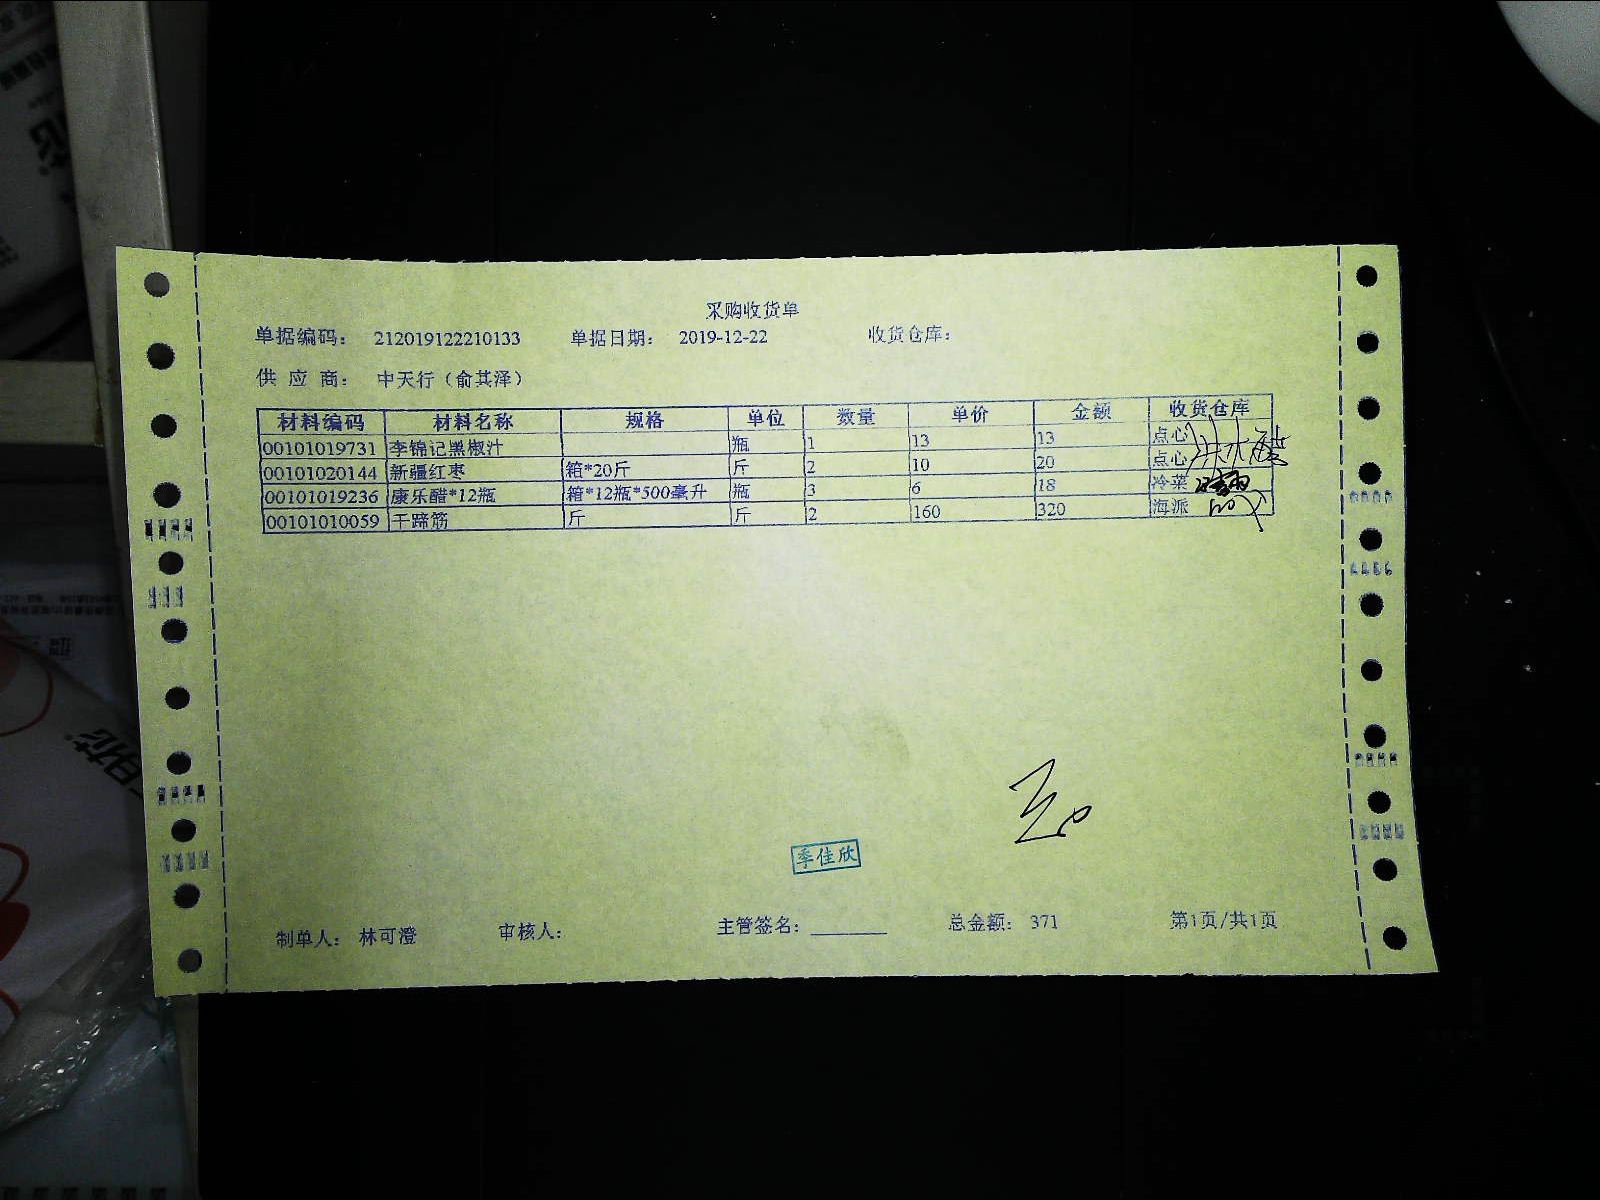 采购收货单
单据编码： 212019122210133 单据日期： 2019-12-22 收货仓库：
供 应 商： 中天行（俞其泽）
材料编码 材料名称 规格 单位 数量 单价 金额 收货仓库
00101019731 李锦记黑椒汁 瓶 1 13 13 点心
00101020144 新疆红枣 箱*20斤 斤 2 10 20 点心
00101019236 康乐醋*12瓶 箱*12瓶*500毫升 瓶 3 6 18 冷菜
00101010059 干蹄筋 斤 斤 2 160 320 海派
季佳欣
制单人： 林可澄 审核人： 主管签名： 总金额： 371 第1页/共1页